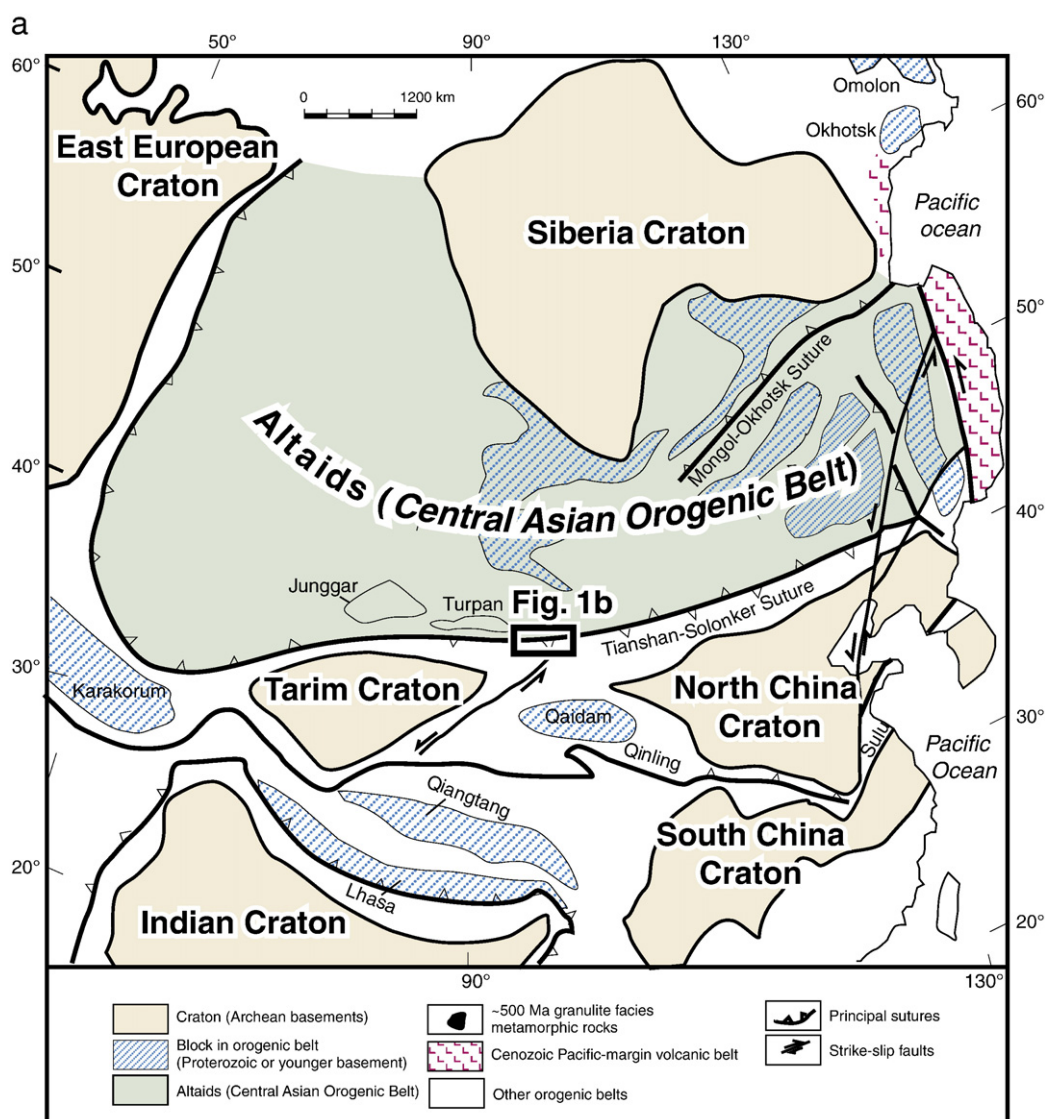 a
50°
90°
130°
60°
0
1200 km
Omolon
60°
Okhotsk
East European
Craton
Pacific
ocean
Siberia Craton
50°
50°
Mongol-Okhotsk Suture
Altaids (Central Asian Orogenic Belt)
40°
40°
Junggar
Turpan
Fig. 1b
Tianshan-Solonker Suture
30°
Karakorum
Tarim Craton
North China
Craton
Qaidam
30°
Qinling
Sulu
Pacific
Ocean
Qiangtang
South China
Craton
20°
Lhasa
Indian Craton
20°
90°
130°
Craton (Archean basements)
Block in orogenic belt
(Proterozoic or younger basement)
Altaids (Central Asian Orogenic Belt)
~500 Ma granulite facies
metamorphic rocks
Cenozoic Pacific-margin volcanic belt
Other orogenic belts
Principal sutures
Strike-slip faults